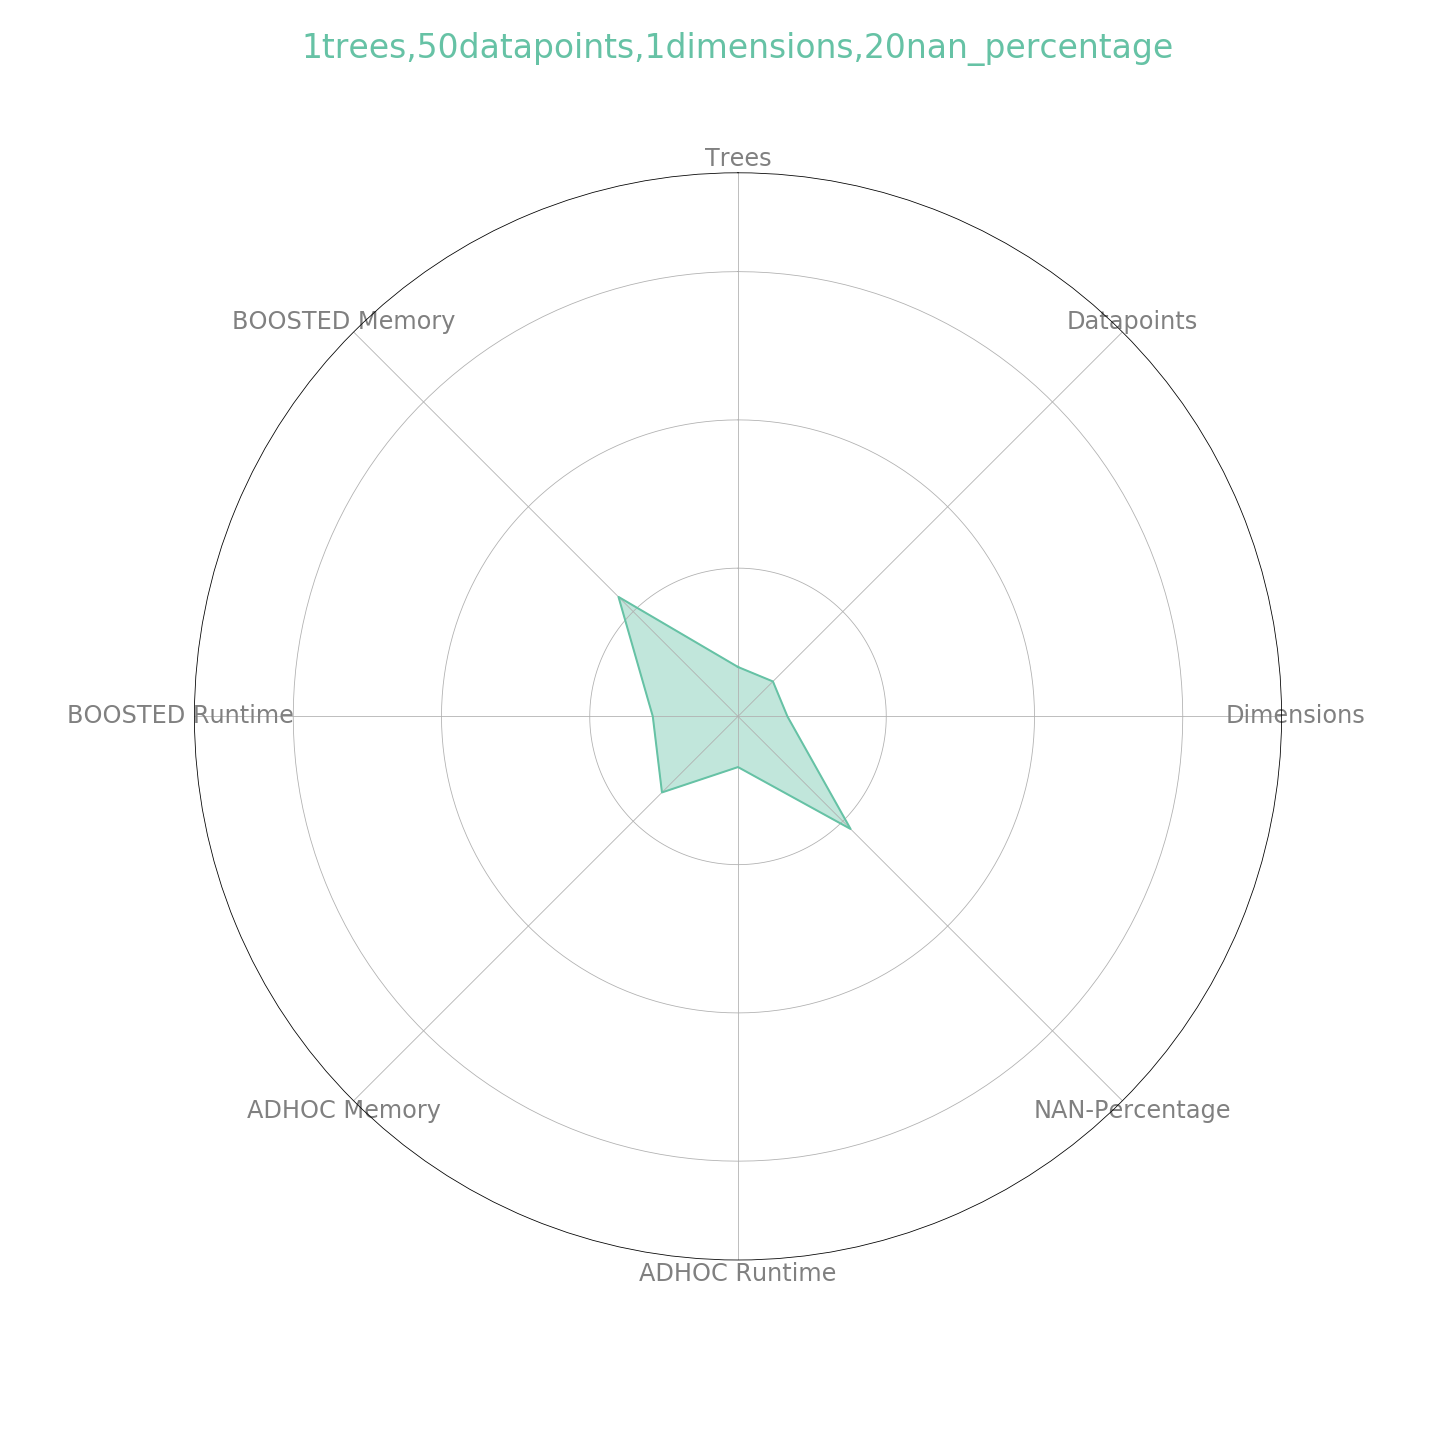 1trees,50datapoints,1dimensions,20nan_percentage
Trees
BOOSTED Memory
Datapoints
BOOSTED Runtime
Dimensions
ADHOC Memory
NAN-Percentage
ADHOC Runtime